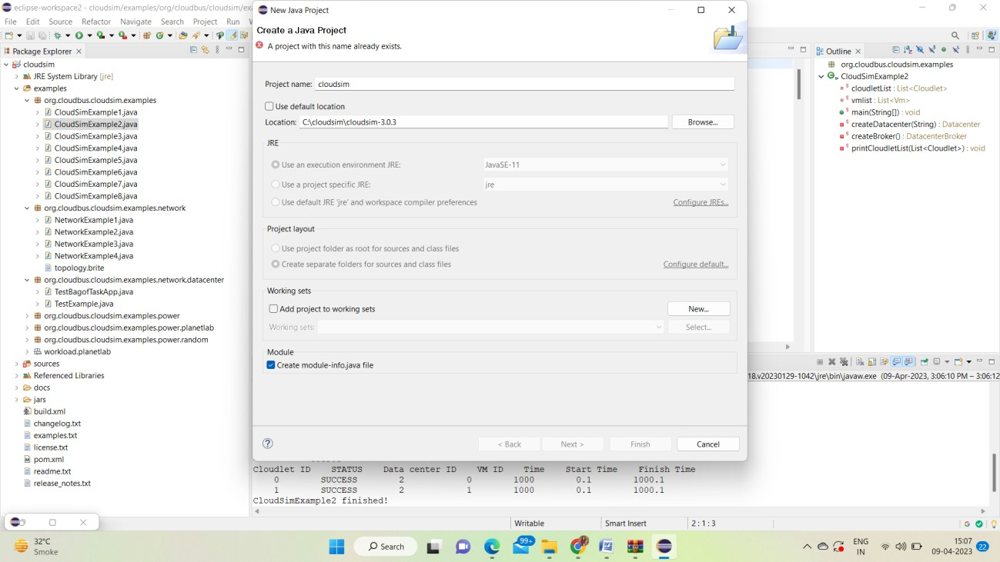 eclipse-workspace2 - cloudsim/examples/org/cloudbus/cloudsim/exa
File Edit Source Refactor Navigate Search Project Run
Package Explorer
cloudsim
JRE System Library [jre]
examples
org.cloudbus.cloudsim.examples
CloudSimExample1.java
CloudSimExample2.java
CloudSimExample3.java
CloudSimExample4.java
CloudSimExample5.java
CloudSimExample6.java
CloudSimExample7.java
CloudSimExample8.java
org.cloudbus.cloudsim.examples.network
NetworkExample1.java
NetworkExample2.java
NetworkExample3.java
NetworkExample4.java
topology.brite
org.cloudbus.cloudsim.examples.network.datacenter
TestBagofTaskApp.java
TestExample.java
org.cloudbus.cloudsim.examples.power
org.cloudbus.cloudsim.examples.power.planetlab
org.cloudbus.cloudsim.examples.power.random
workload.planetlab
sources
Referenced Libraries
docs
jars
build.xml
changelog.txt
examples.txt
license.txt
pom.xml
readme.txt
release_notes.txt
New Java Project
Create a Java Project
A project with this name already exists.
Project name: cloudsim
Use default location
Location: C:\cloudsim\cloudsim-3.0.3 Browse...
JRE
Use an execution environment JRE: JavaSE-11
Use a project specific JRE: jre
Use default JRE 'jre' and workspace compiler preferences Configure JREs...
Project layout
Use project folder as root for sources and class files
Create separate folders for sources and class files Configure default...
Working sets
Add project to working sets New...
Working sets: Select...
Module
Create module-info.java file
< Back Next > Finish Cancel
Outline
org.cloudbus.cloudsim.examples
CloudSimExample2
cloudletList : List<Cloudlet>
vmlist : List<Vm>
main(String[]) : void
createDatacenter(String) : Datacenter
createBroker() : DatacenterBroker
printCloudletList(List<Cloudlet>) : void
18.v20230129-1042\jre\bin\javaw.exe (09-Apr-2023, 3:06:10 PM – 3:06:12
Cloudlet ID STATUS Data center ID VM ID Time Start Time Finish Time
0 SUCCESS 2 0 1000 0.1 1000.1
1 SUCCESS 2 1 1000 0.1 1000.1
CloudSimExample2 finished!
Writable Smart Insert 2 : 1 : 3
32°C
Smoke
Search
99+
ENG
IN
15:07
09-04-2023
22